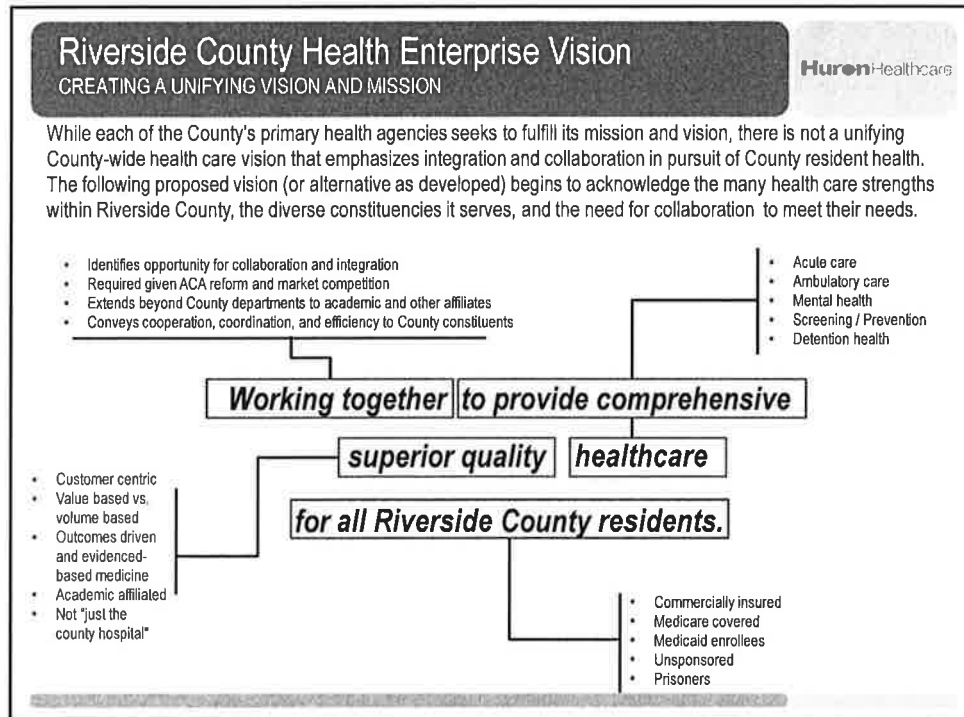 Riverside County Health Enterprise Vision
CREATING A UNIFYING VISION AND MISSION
HuronHealthcare
While each of the County's primary health agencies seeks to fulfill its mission and vision, there is not a unifying
County-wide health care vision that emphasizes integration and collaboration in pursuit of County resident health.
The following proposed vision (or alternative as developed) begins to acknowledge the many health care strengths
within Riverside County, the diverse constituencies it serves, and the need for collaboration to meet their needs.
• Identifies opportunity for collaboration and integration
• Required given ACA reform and market competition
• Extends beyond County departments to academic and other affiliates
• Conveys cooperation, coordination, and efficiency to County constituents
• Acute care
• Ambulatory care
• Mental health
• Screening / Prevention
• Detention health
Working together to provide comprehensive
superior quality healthcare
for all Riverside County residents.
• Customer centric
• Value based vs.
volume based
• Outcomes driven
and evidenced-
based medicine
• Academic affiliated
• Not "just the
county hospital"
• Commercially insured
• Medicare covered
• Medicaid enrollees
• Unsponsored
• Prisoners